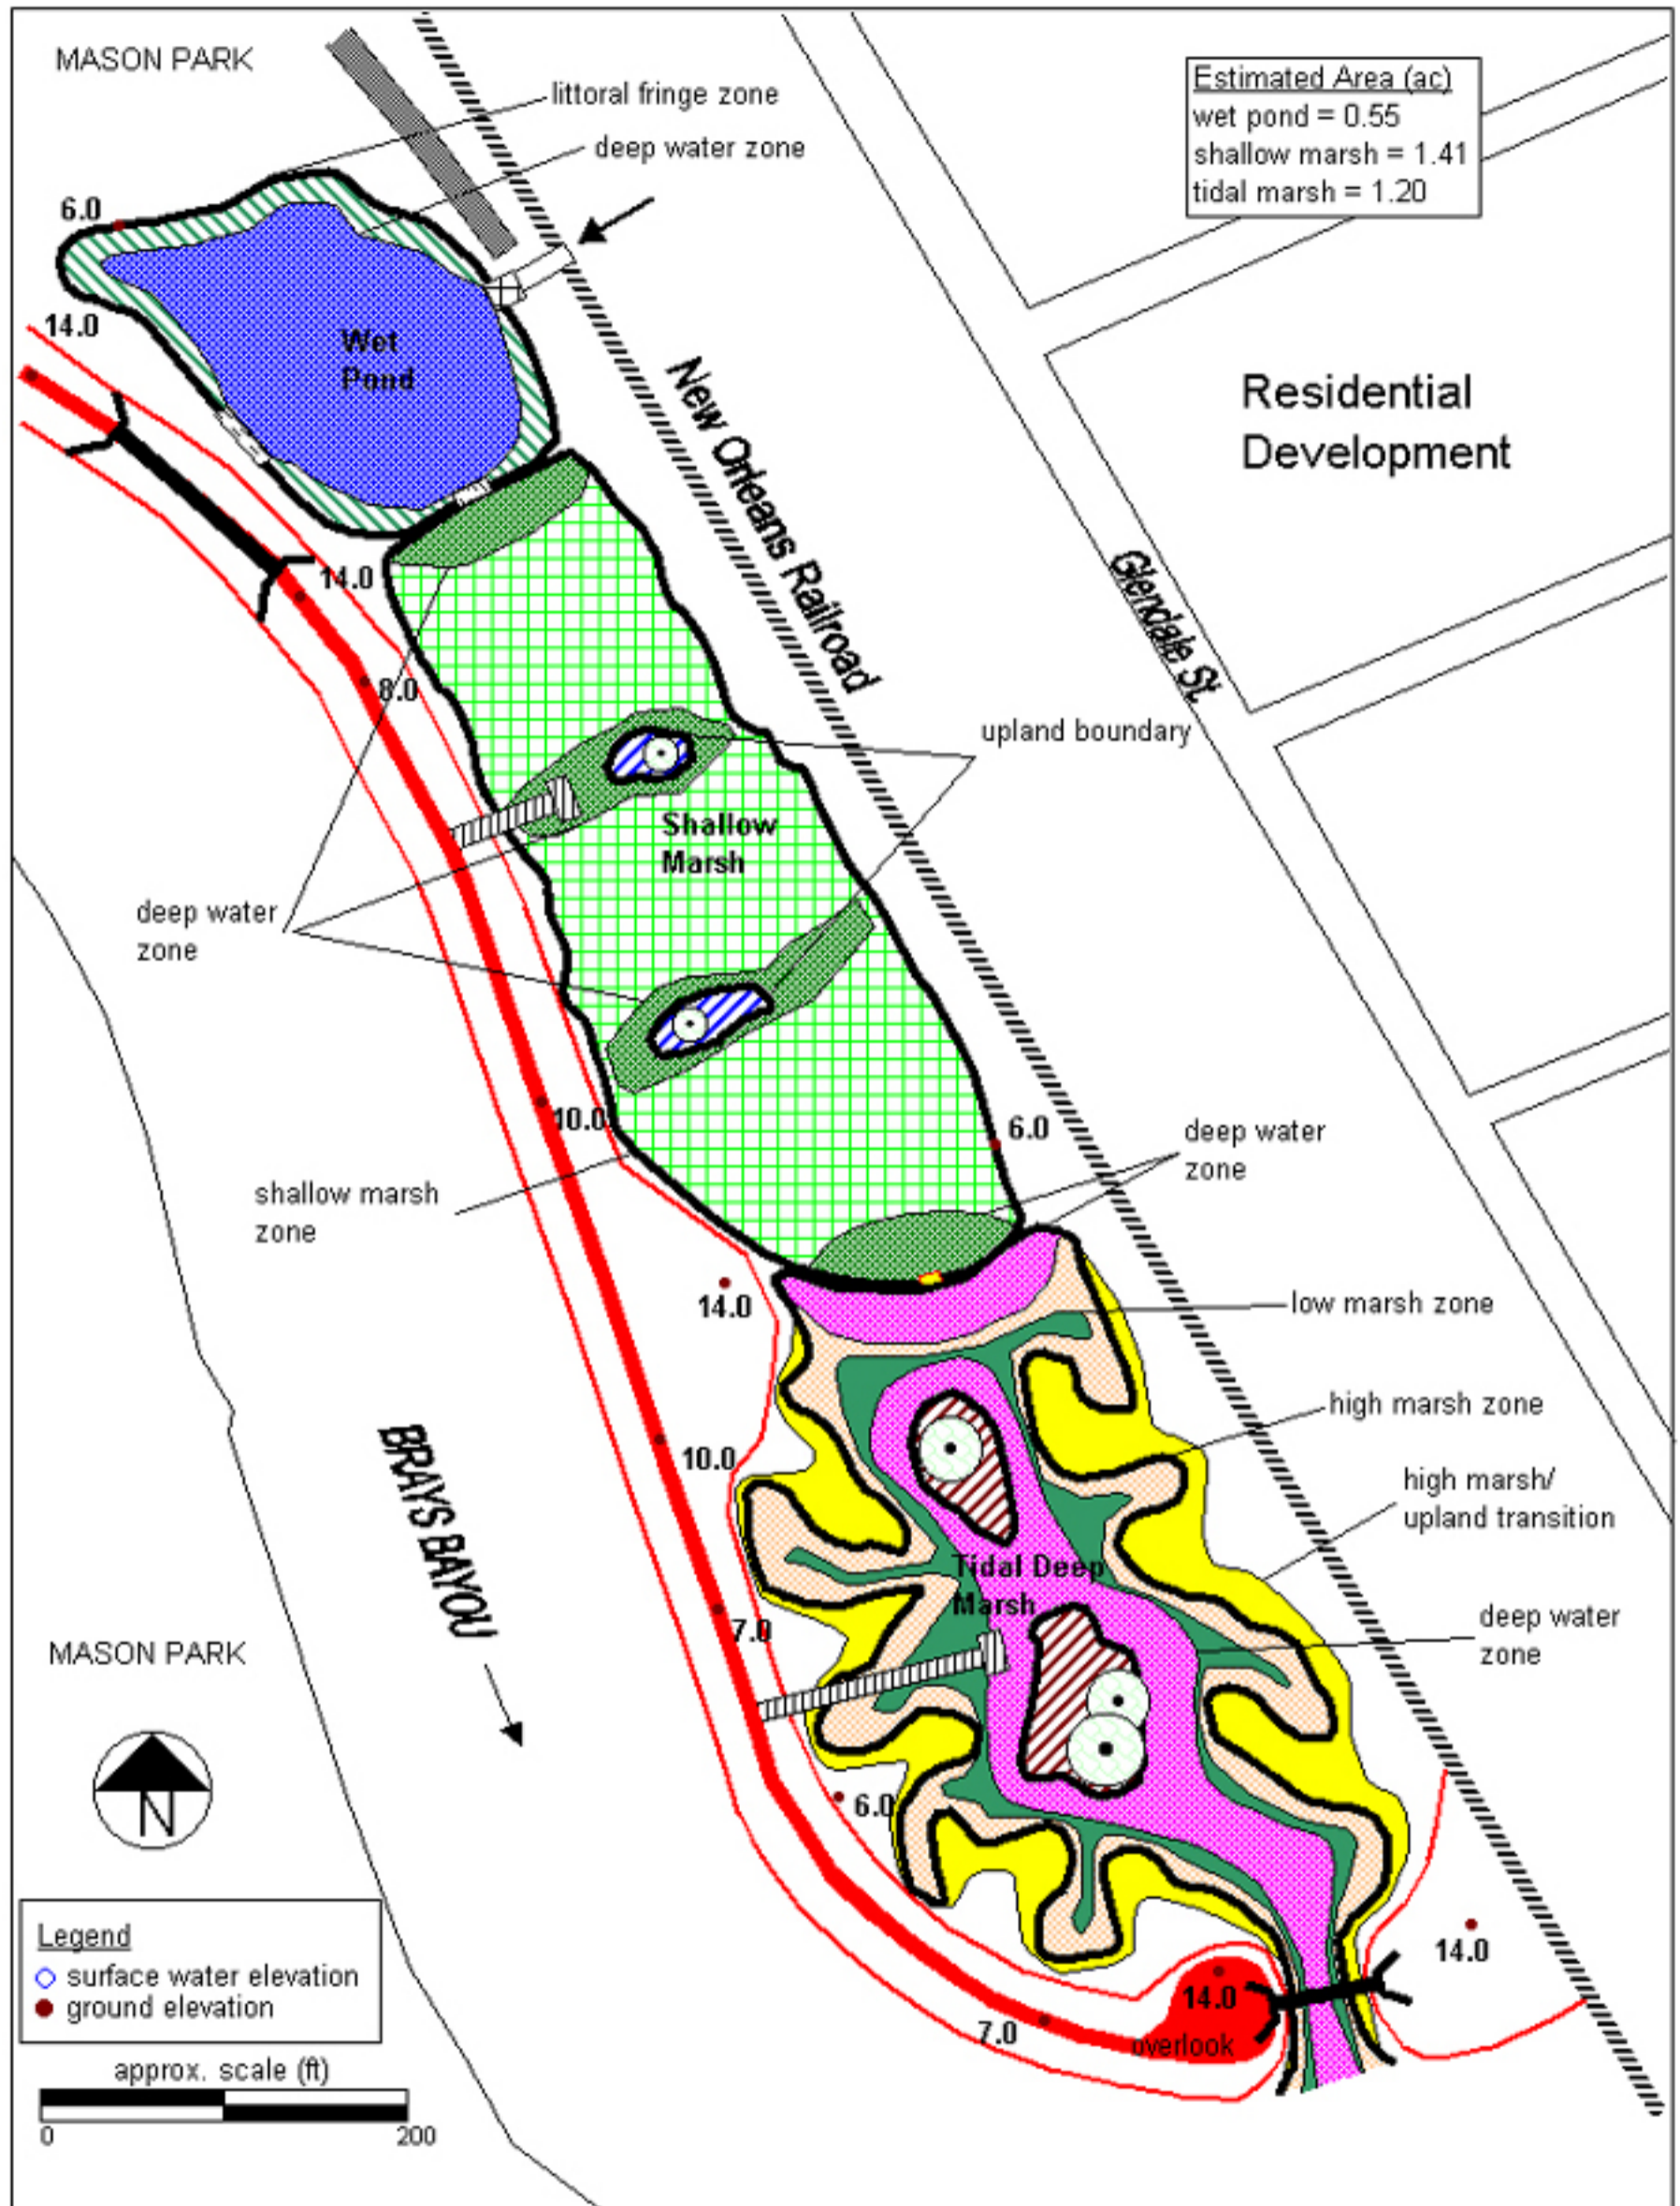 MASON PARK
littoral fringe zone
deep water zone
Estimated Area (ac)
wet pond = 0.55
shallow marsh = 1.41
tidal marsh = 1.20
6.0
14.0
Wet
Pond
New Orleans Railroad
Residential
Development
Glendale St.
14.0
8.0
upland boundary
Shallow
Marsh
deep water
zone
10.0
6.0
deep water
zone
shallow marsh
zone
14.0
low marsh zone
high marsh zone
10.0
high marsh/
upland transition
BRAYS BAYOU
Tidal Deep
Marsh
7.0
deep water
zone
MASON PARK
N
6.0
14.0
14.0
7.0
overlook
Legend
surface water elevation
ground elevation
approx. scale (ft)
0
200